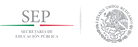 SEP
SECRETARÍA DE
EDUCACIÓN PÚBLICA